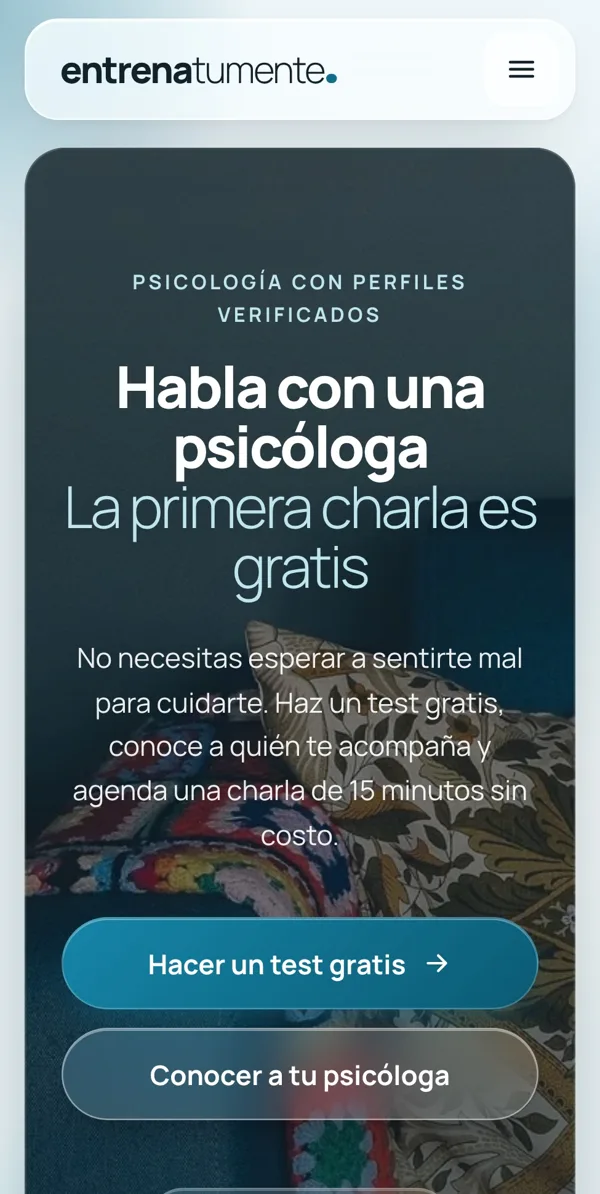 entrenatumente.
PSICOLOGÍA CON PERFILES
VERIFICADOS
Habla con una
psicóloga
La primera charla es
gratis
No necesitas esperar a sentirte mal
para cuidarte. Haz un test gratis,
conoce a quién te acompaña y
agenda una charla de 15 minutos sin
costo.
Hacer un test gratis →
Conocer a tu psicóloga